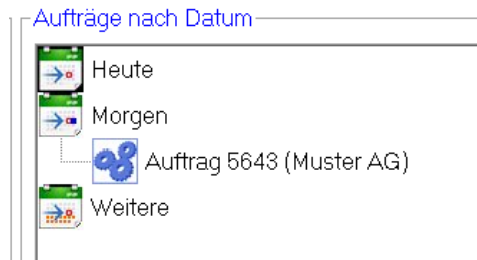 Aufträge nach Datum
Heute
Morgen
Auftrag 5643 (Muster AG)
Weitere